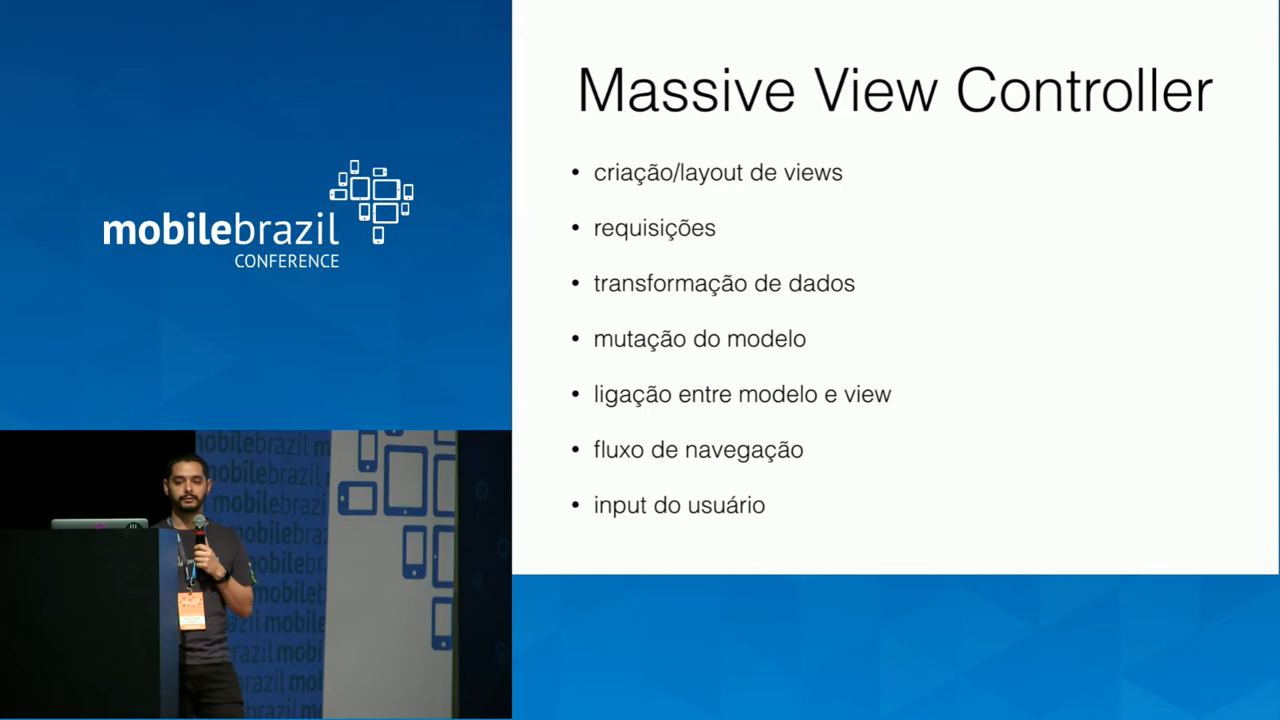 mobilebrazil
CONFERENCE
Massive View Controller
• criação/layout de views
• requisições
• transformação de dados
• mutação do modelo
• ligação entre modelo e view
• fluxo de navegação
• input do usuário